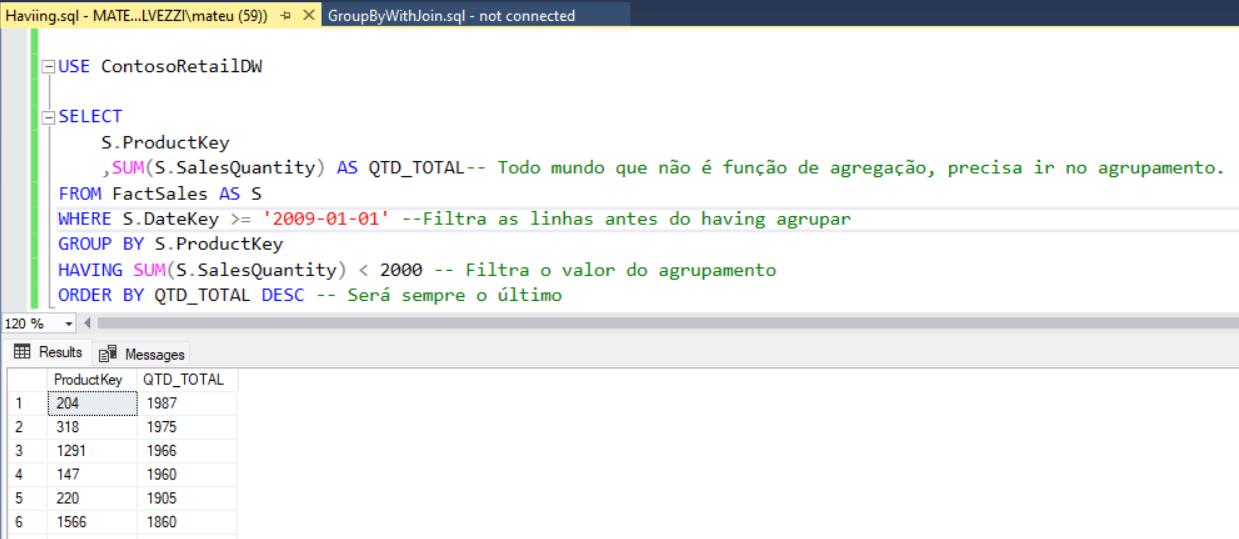 Haviing.sql - MATE...LVEZZI\mateu (59)) GroupByWithJoin.sql - not connected
USE ContosoRetailDW
SELECT
S.ProductKey
,SUM(S.SalesQuantity) AS QTD_TOTAL-- Todo mundo que não é função de agregação, precisa ir no agrupamento.
FROM FactSales AS S
WHERE S.DateKey >= '2009-01-01' --Filtra as linhas antes do having agrupar
GROUP BY S.ProductKey
HAVING SUM(S.SalesQuantity) < 2000 -- Filtra o valor do agrupamento
ORDER BY QTD_TOTAL DESC -- Será sempre o último
120 %
Results Messages
ProductKey QTD_TOTAL
1 204 1987
2 318 1975
3 1291 1966
4 147 1960
5 220 1905
6 1566 1860